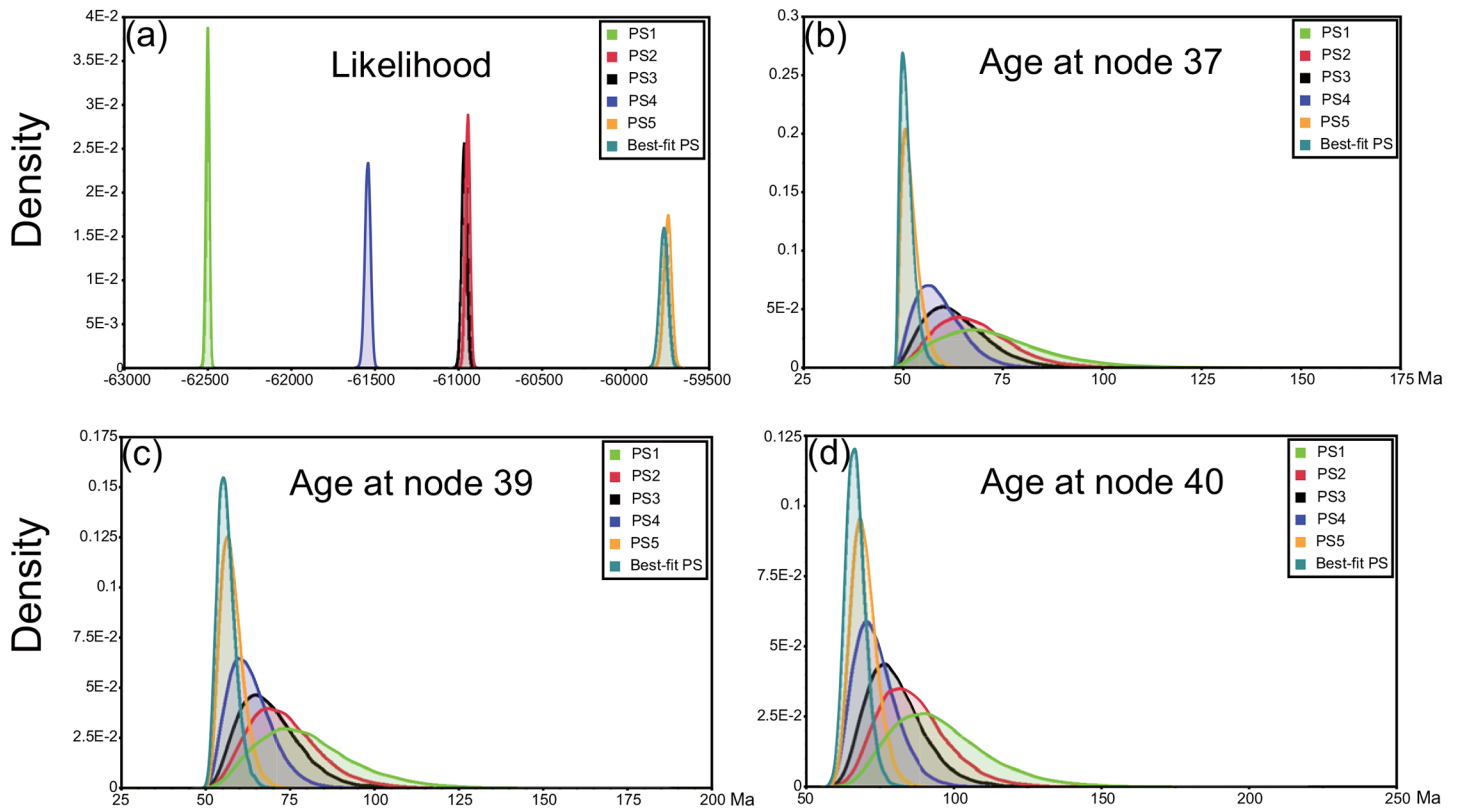 (a)
Likelihood
Density
4E-2
3.5E-2
3E-2
2.5E-2
2E-2
1.5E-2
1E-2
5E-3
0
-63000 -62500 -62000 -61500 -61000 -60500 -60000 -59500
PS1
PS2
PS3
PS4
PS5
Best-fit PS
(b)
Age at node 37
0.3
0.25
0.2
0.15
0.1
5E-2
0
25 50 75 100 125 150 175 Ma
PS1
PS2
PS3
PS4
PS5
Best-fit PS
(c)
Age at node 39
Density
0.175
0.15
0.125
0.1
7.5E-2
5E-2
2.5E-2
0
25 50 75 100 125 150 175 200 Ma
PS1
PS2
PS3
PS4
PS5
Best-fit PS
(d)
Age at node 40
0.125
0.1
7.5E-2
5E-2
2.5E-2
0
50 100 150 200 250 Ma
PS1
PS2
PS3
PS4
PS5
Best-fit PS